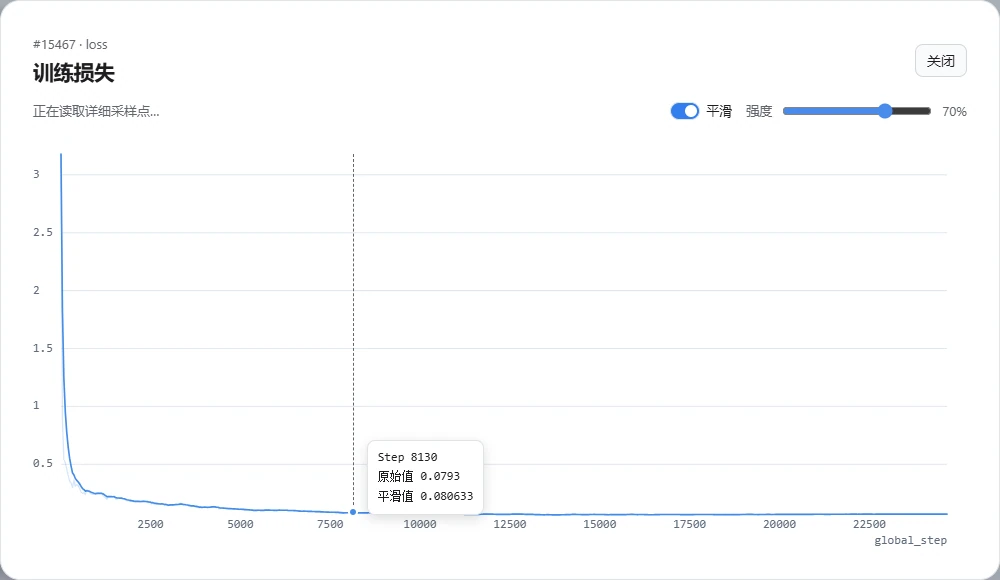 #15467 · loss
训练损失
关闭
正在读取详细采样点...
平滑 强度 70%
3
2.5
2
1.5
1
0.5
Step 8130
原始值 0.0793
平滑值 0.080633
2500 5000 7500 10000 12500 15000 17500 20000 22500
global_step